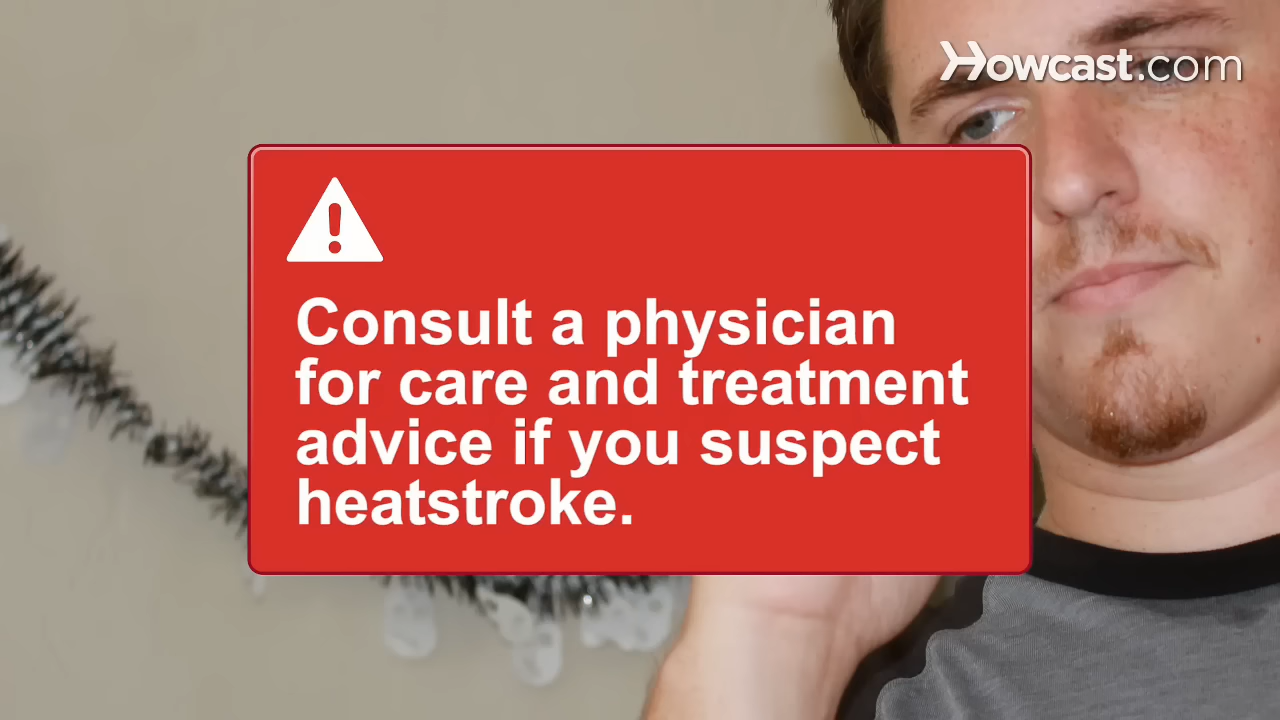 Howcast.com
Consult a physician
for care and treatment
advice if you suspect
heatstroke.